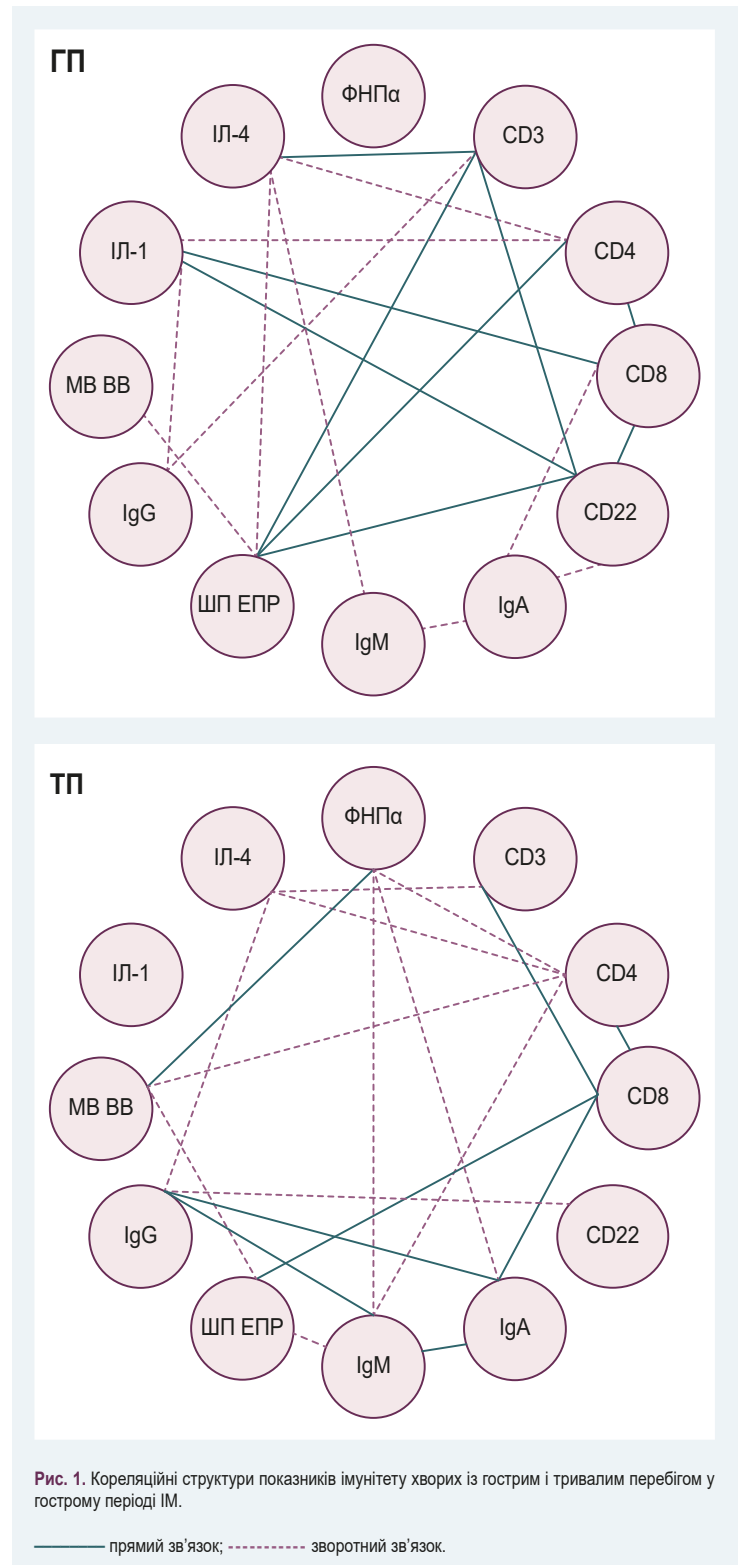 ГП
ФНПα
ІЛ-4
CD3
ІЛ-1
CD4
МВ ВВ
CD8
IgG
CD22
ШП ЕПР
IgA
IgM
ТП
ФНПα
ІЛ-4
CD3
ІЛ-1
CD4
МВ ВВ
CD8
IgG
CD22
ШП ЕПР
IgA
IgM
Рис. 1. Кореляційні структури показників імунітету хворих із гострим і тривалим перебігом у
гострому періоді ІМ.
прямий зв’язок; зворотний зв’язок.